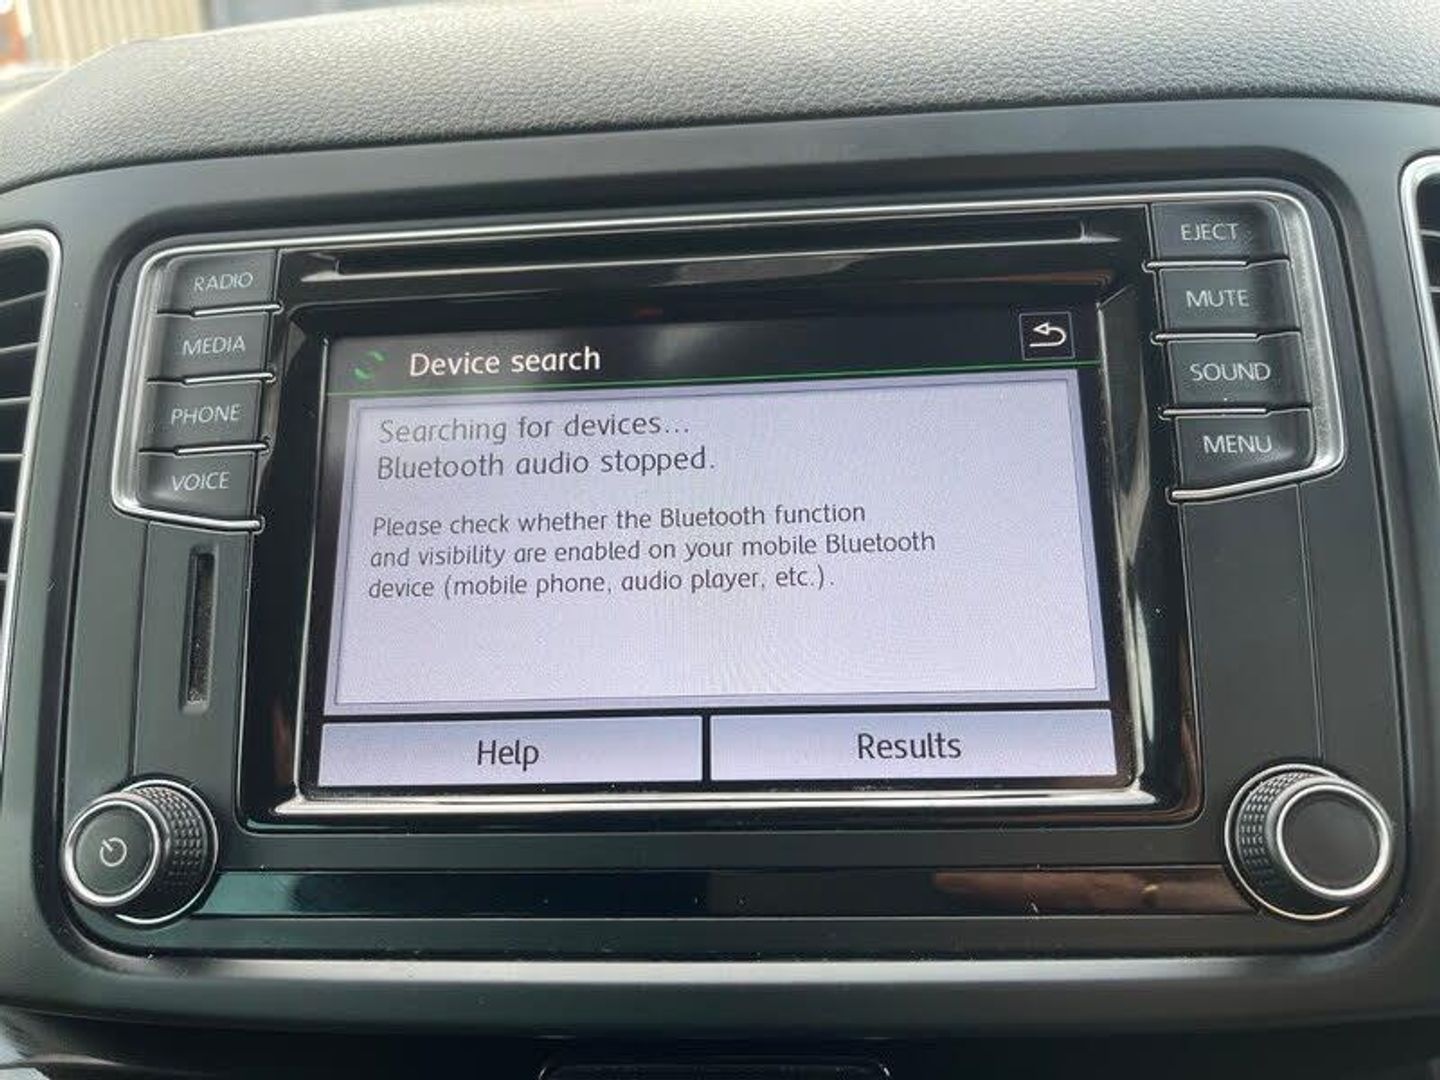 RADIO
MEDIA
PHONE
VOICE
EJECT
MUTE
SOUND
MENU
Device search
Searching for devices...
Bluetooth audio stopped.
Please check whether the Bluetooth function
and visibility are enabled on your mobile Bluetooth
device (mobile phone, audio player, etc.).
Help
Results